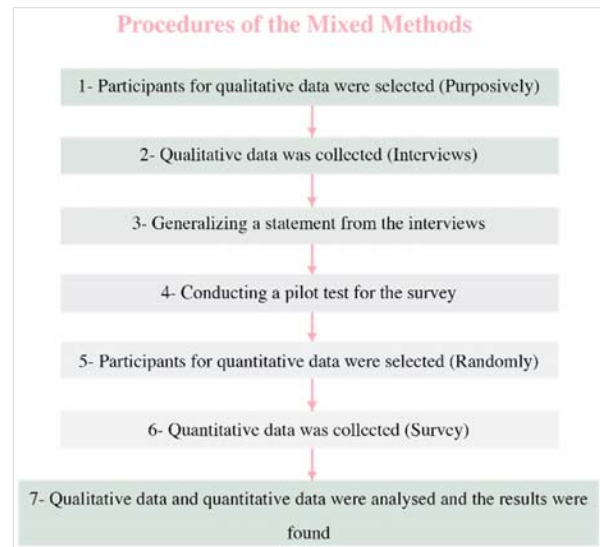 Procedures of the Mixed Methods
1- Participants for qualitative data were selected (Purposively)
2- Qualitative data was collected (Interviews)
3- Generalizing a statement from the interviews
4- Conducting a pilot test for the survey
5- Participants for quantitative data were selected (Randomly)
6- Quantitative data was collected (Survey)
7- Qualitative data and quantitative data were analysed and the results were
found